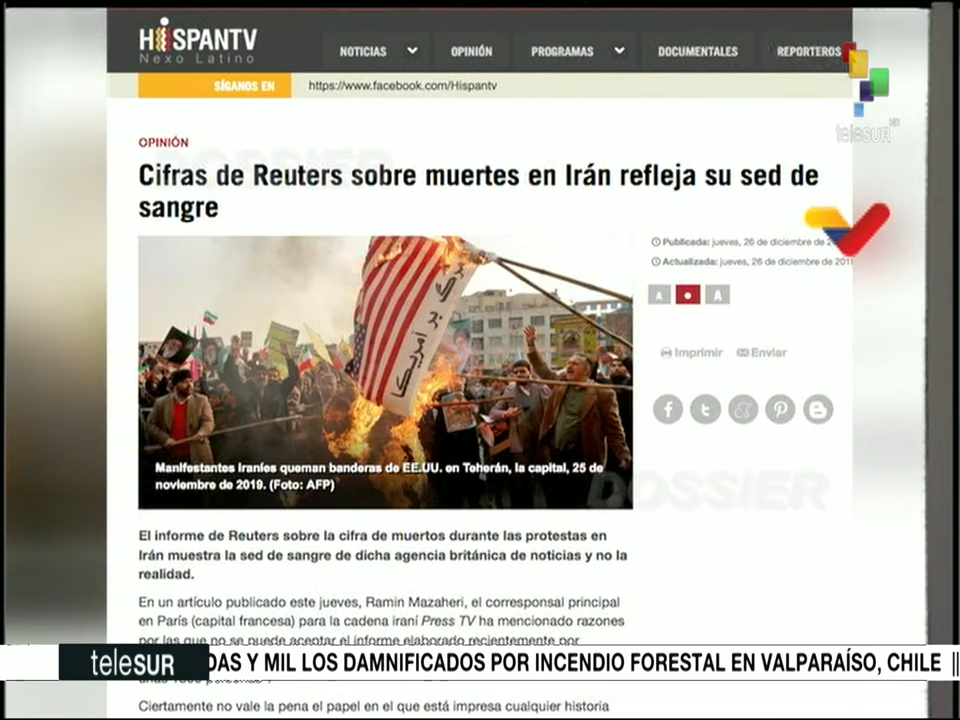 HISPANTV
Nexo Latino
NOTICIAS OPINIÓN PROGRAMAS DOCUMENTALES REPORTEROS
SÍGANOS EN https://www.facebook.com/Hispantv
teleSUR HD
OPINIÓN
Cifras de Reuters sobre muertes en Irán refleja su sed de
sangre
Publicada: jueves, 26 de diciembre de
Actualizada: jueves, 26 de diciembre de 201
A A
Imprimir Enviar
مرگ بر آمریکا
Manifestantes iraníes queman banderas de EE.UU. en Teherán, la capital, 25 de
noviembre de 2019. (Foto: AFP)
DOSSIER
El informe de Reuters sobre la cifra de muertos durante las protestas en
Irán muestra la sed de sangre de dicha agencia británica de noticias y no la
realidad.
En un artículo publicado este jueves, Ramin Mazaheri, el corresponsal principal
en París (capital francesa) para la cadena iraní Press TV ha mencionado razones
por las que no se puede aceptar el informe elaborado recientemente por
teleSUR DAS Y MIL LOS DAMNIFICADOS POR INCENDIO FORESTAL EN VALPARAÍSO, CHILE ||
Ciertamente no vale la pena el papel en el que está impresa cualquier historia